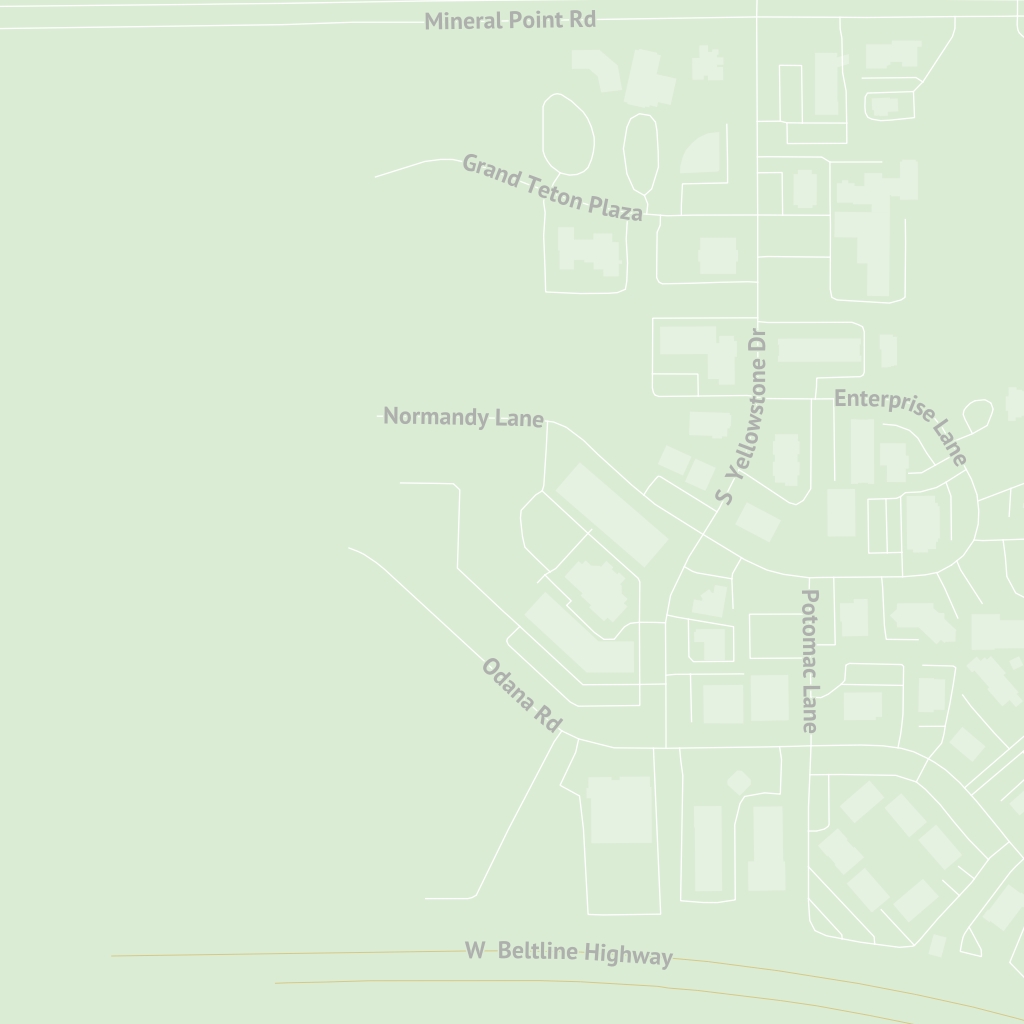 Mineral Point Rd
Grand Teton Plaza
S Yellowstone Dr
Normandy Lane
Enterprise Lane
Potomac Lane
Odana Rd
W Beltline Highway